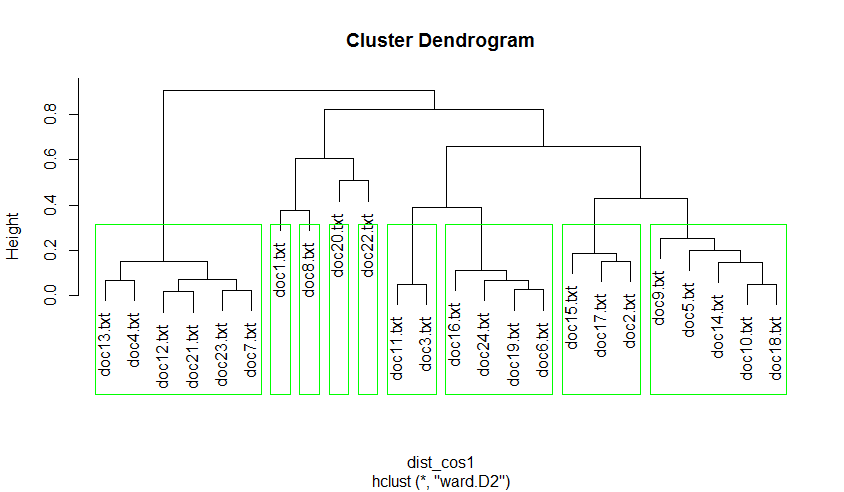 Cluster Dendrogram
Height
0.0
0.2
0.4
0.6
0.8
doc13.txt
doc4.txt
doc12.txt
doc21.txt
doc23.txt
doc7.txt
doc1.txt
doc8.txt
doc20.txt
doc22.txt
doc11.txt
doc3.txt
doc16.txt
doc24.txt
doc19.txt
doc6.txt
doc15.txt
doc17.txt
doc2.txt
doc9.txt
doc5.txt
doc14.txt
doc10.txt
doc18.txt
dist_cos1
hclust (*, "ward.D2")